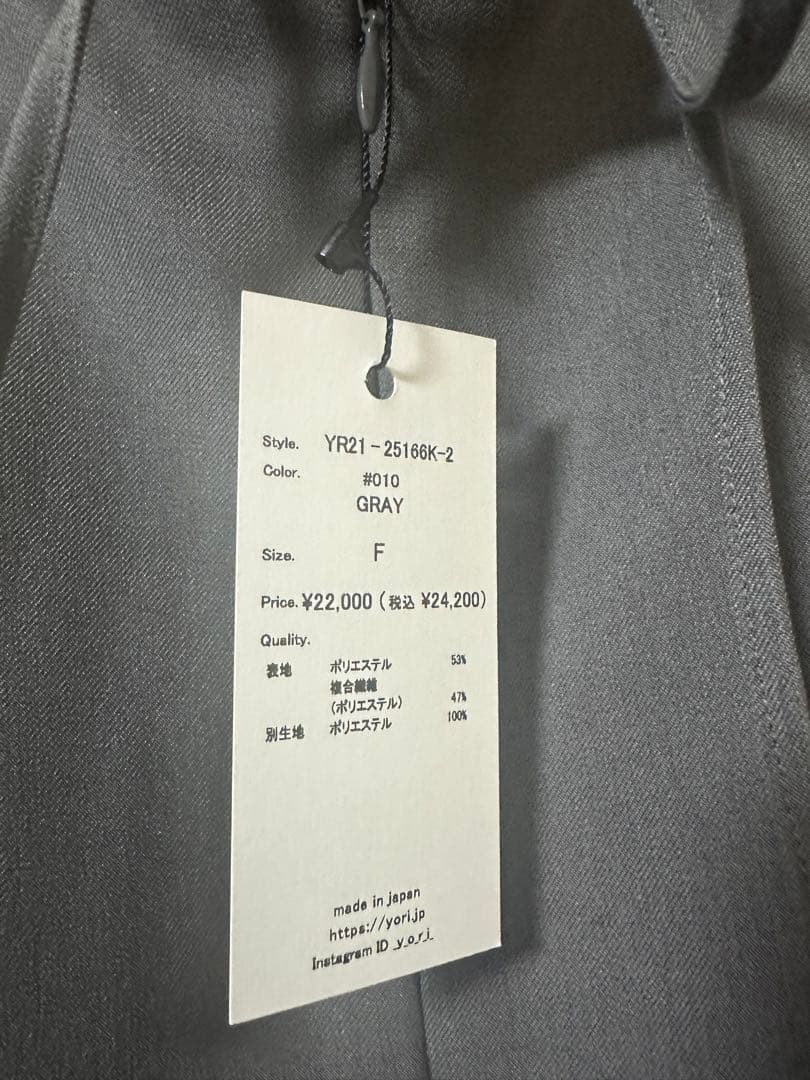 Style. YR21-25166K-2
Color. #010
GRAY
Size. F
Price. ¥22,000 (税込 ¥24,200)
Quality.
表地 ポリエステル 53%
複合繊維
(ポリエステル) 47%
別生地 ポリエステル 100%
made in japan
https://yori.jp
Instagram ID _y_o_r_i_